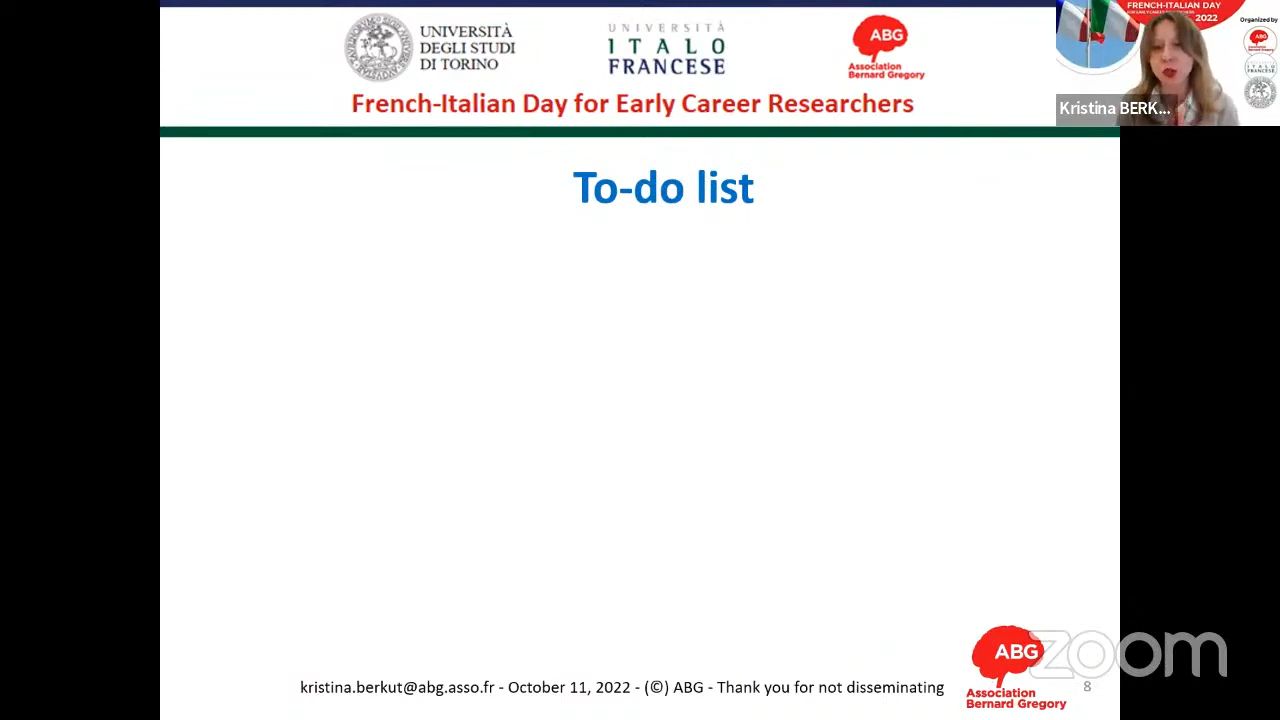 UNIVERSITÀ
DEGLI STUDI
DI TORINO
UNIVERSITÀ
ITALO
FRANCESE
ABG
Association
Bernard Gregory
French-Italian Day for Early Career Researchers
FRENCH-ITALIAN DAY
2022
Organized by
ABG
Kristina BERK...
To-do list
ABG
Association
Bernard Gregory
zoom
kristina.berkut@abg.asso.fr - October 11, 2022 - (©) ABG - Thank you for not disseminating
8